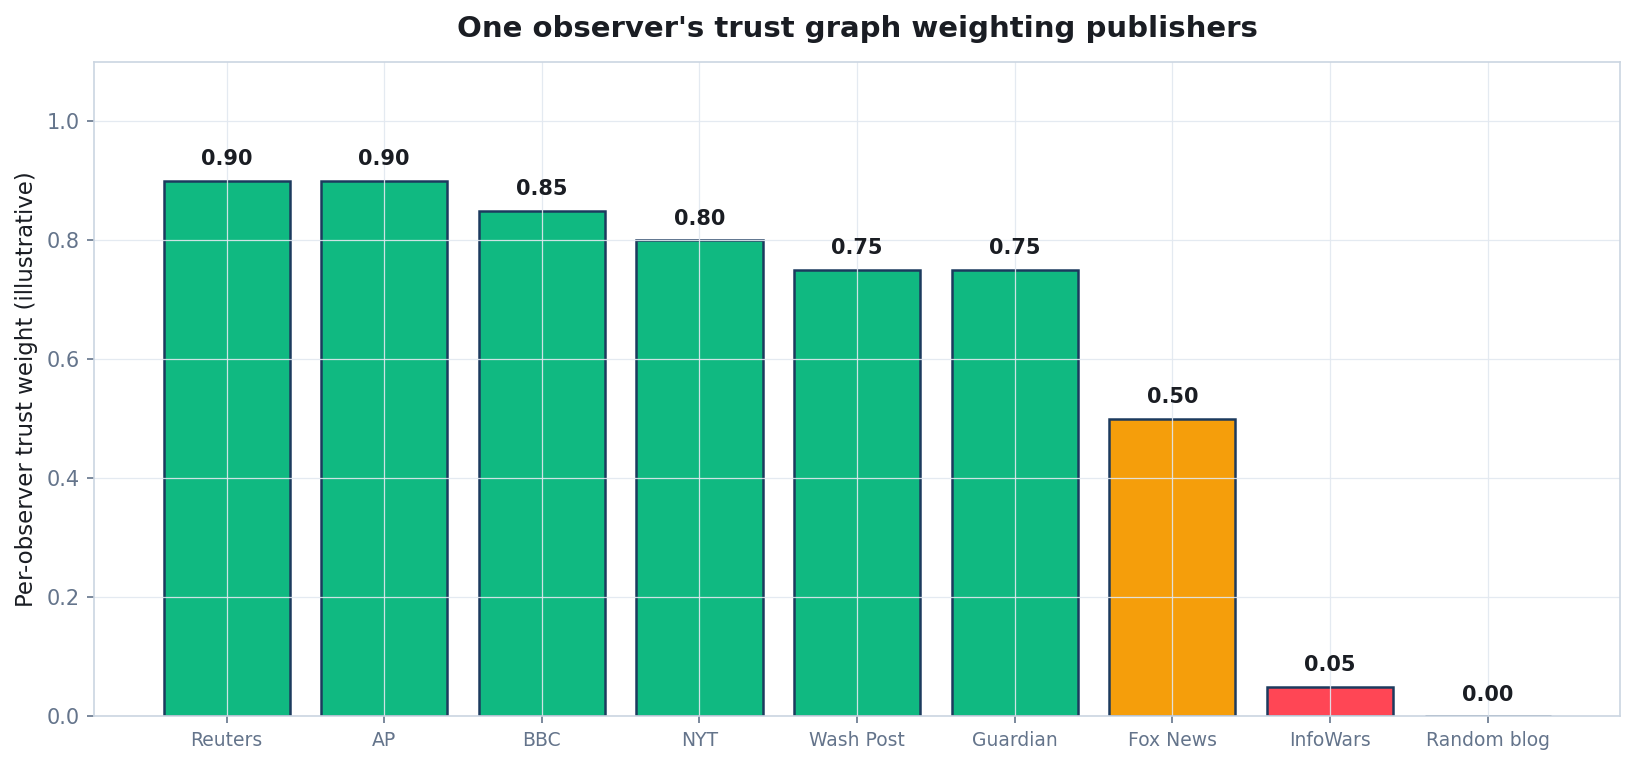 One observer's trust graph weighting publishers
Per-observer trust weight (illustrative)
1.0
0.8
0.6
0.4
0.2
0.0
0.90
0.90
0.85
0.80
0.75
0.75
0.50
0.05
0.00
Reuters
AP
BBC
NYT
Wash Post
Guardian
Fox News
InfoWars
Random blog